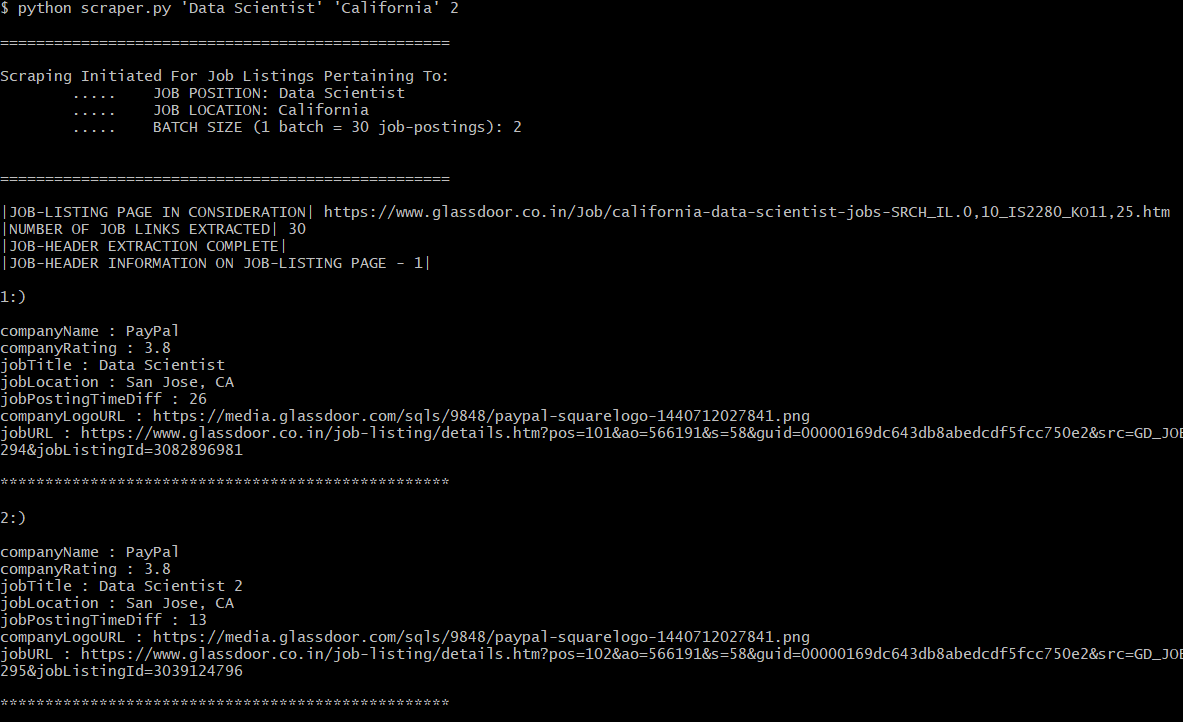 $ python scraper.py 'Data Scientist' 'California' 2
==================================================
Scraping Initiated For Job Listings Pertaining To:
..... JOB POSITION: Data Scientist
..... JOB LOCATION: California
..... BATCH SIZE (1 batch = 30 job-postings): 2
==================================================
|JOB-LISTING PAGE IN CONSIDERATION| https://www.glassdoor.co.in/Job/california-data-scientist-jobs-SRCH_IL.0,10_IS2280_KO11,25.htm
|NUMBER OF JOB LINKS EXTRACTED| 30
|JOB-HEADER EXTRACTION COMPLETE|
|JOB-HEADER INFORMATION ON JOB-LISTING PAGE - 1|
1:)
companyName : PayPal
companyRating : 3.8
jobTitle : Data Scientist
jobLocation : San Jose, CA
jobPostingTimeDiff : 26
companyLogoURL : https://media.glassdoor.com/sqls/9848/paypal-squarelogo-1440712027841.png
jobURL : https://www.glassdoor.co.in/job-listing/details.htm?pos=101&ao=566191&s=58&guid=00000169dc643db8abedcdf5fcc750e2&src=GD_JOB
294&jobListingId=3082896981
**************************************************
2:)
companyName : PayPal
companyRating : 3.8
jobTitle : Data Scientist 2
jobLocation : San Jose, CA
jobPostingTimeDiff : 13
companyLogoURL : https://media.glassdoor.com/sqls/9848/paypal-squarelogo-1440712027841.png
jobURL : https://www.glassdoor.co.in/job-listing/details.htm?pos=102&ao=566191&s=58&guid=00000169dc643db8abedcdf5fcc750e2&src=GD_JOB
295&jobListingId=3039124796
**************************************************